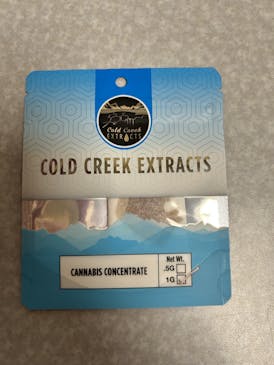 Cold Creek
EXTRACTS
COLD CREEK EXTRACTS
Net Wt.
CANNABIS CONCENTRATE
.5G
1G